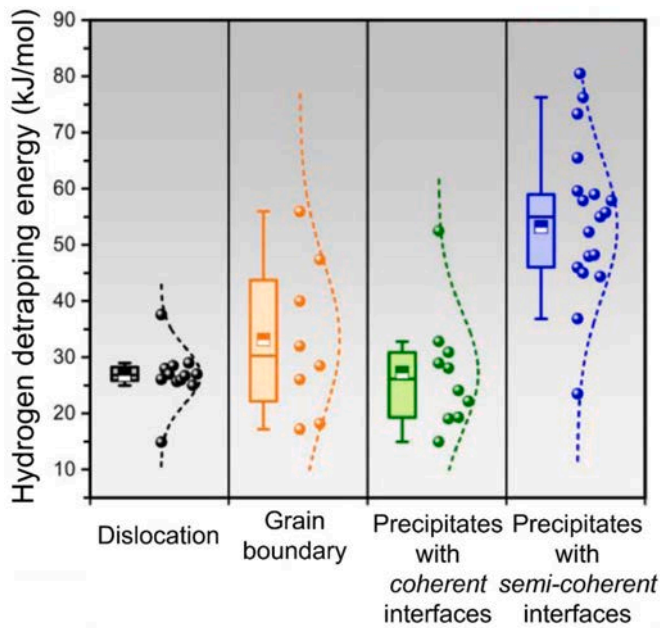 Hydrogen detrapping energy (kJ/mol)
90
80
70
60
50
40
30
20
10
Dislocation
Grain
boundary
Precipitates
with
coherent
interfaces
Precipitates
with
semi-coherent
interfaces